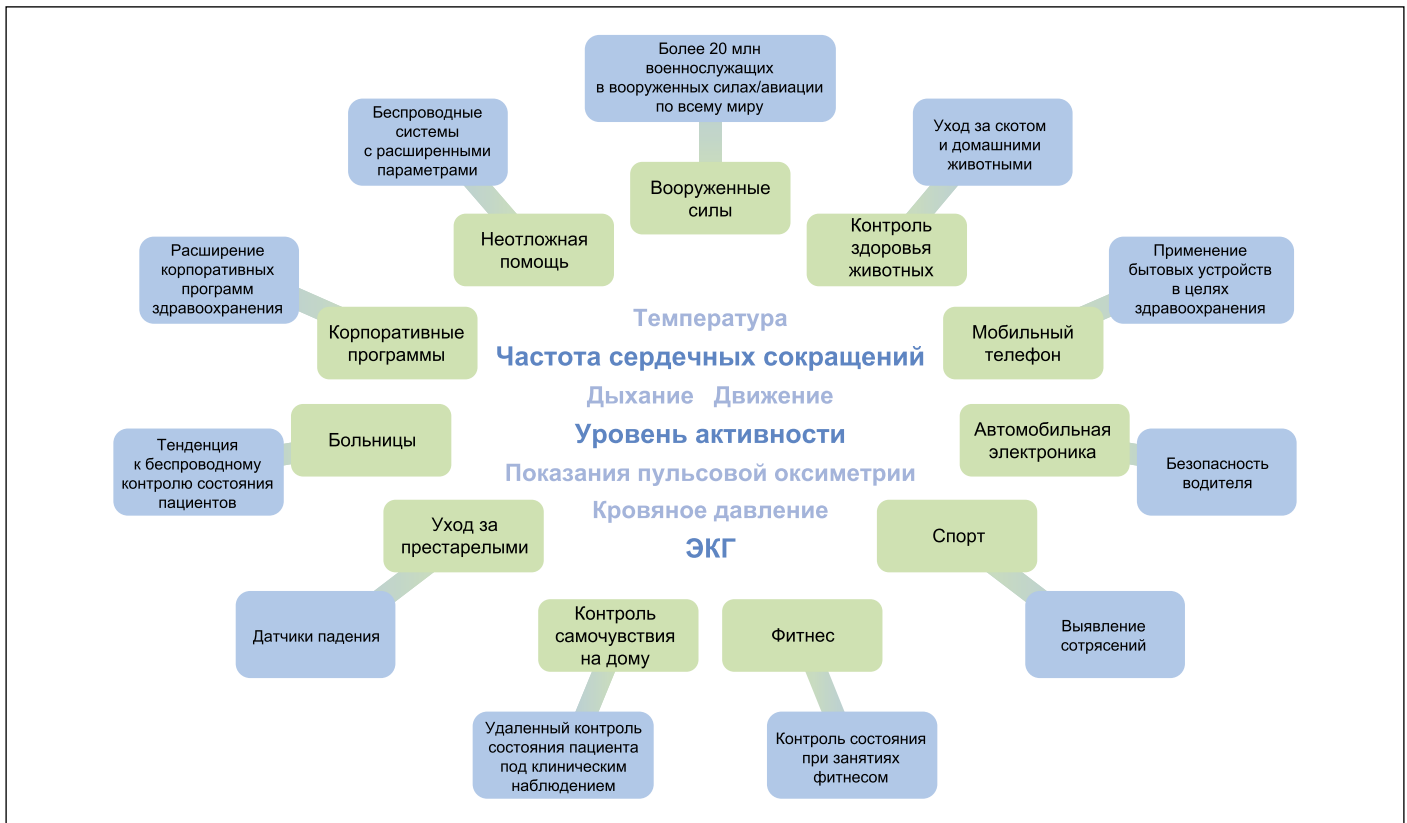 Более 20 млн
военнослужащих
в вооруженных силах/авиации
по всему миру
Вооруженные
силы
Беспроводные
системы
с расширенными
параметрами
Неотложная
помощь
Уход за скотом
и домашними
животными
Контроль
здоровья
животных
Расширение
корпоративных
программ
здравоохранения
Корпоративные
программы
Применение
бытовых устройств
в целях
здравоохранения
Мобильный
телефон
Температура
Частота сердечных сокращений
Дыхание Движение
Уровень активности
Показания пульсовой оксиметрии
Кровяное давление
ЭКГ
Больницы
Тенденция
к беспроводному
контролю состояния
пациентов
Автомобильная
электроника
Безопасность
водителя
Уход за
престарелыми
Датчики падения
Спорт
Выявление
сотрясений
Контроль
самочувствия
на дому
Удаленный контроль
состояния пациента
под клиническим
наблюдением
Фитнес
Контроль состояния
при занятиях
фитнесом